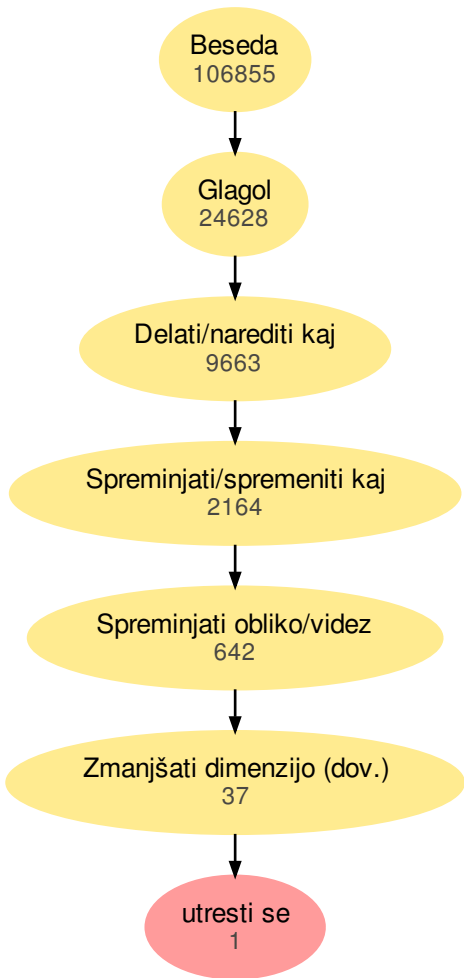 Beseda
106855
Glagol
24628
Delati/narediti kaj
9663
Spreminjati/spremeniti kaj
2164
Spreminjati obliko/videz
642
Zmanjšati dimenzijo (dov.)
37
utresti se
1